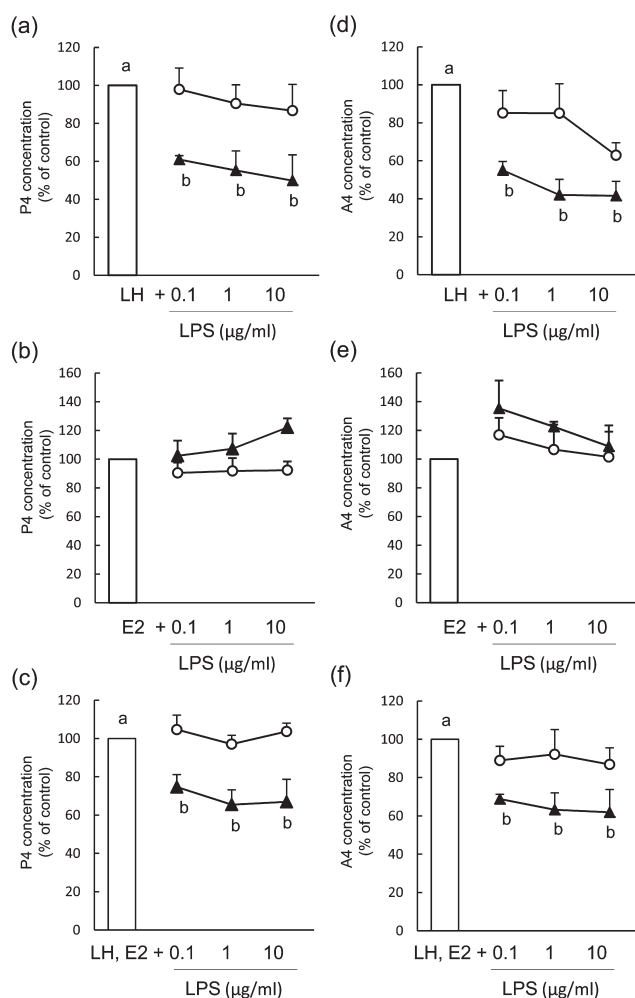 (a)
P4 concentration
(% of control)
120
100
80
60
40
20
0
a
b b b
LH + 0.1 1 10
LPS (μg/ml)
(d)
A4 concentration
(% of control)
120
100
80
60
40
20
0
a
b b b
LH + 0.1 1 10
LPS (μg/ml)
(b)
P4 concentration
(% of control)
160
140
120
100
80
60
40
20
0
E2 + 0.1 1 10
LPS (μg/ml)
(e)
A4 concentration
(% of control)
160
140
120
100
80
60
40
20
0
E2 + 0.1 1 10
LPS (μg/ml)
(c)
P4 concentration
(% of control)
120
100
80
60
40
20
0
a
b b b
LH, E2 + 0.1 1 10
LPS (μg/ml)
(f)
A4 concentration
(% of control)
120
100
80
60
40
20
0
a
b b b
LH, E2 + 0.1 1 10
LPS (μg/ml)